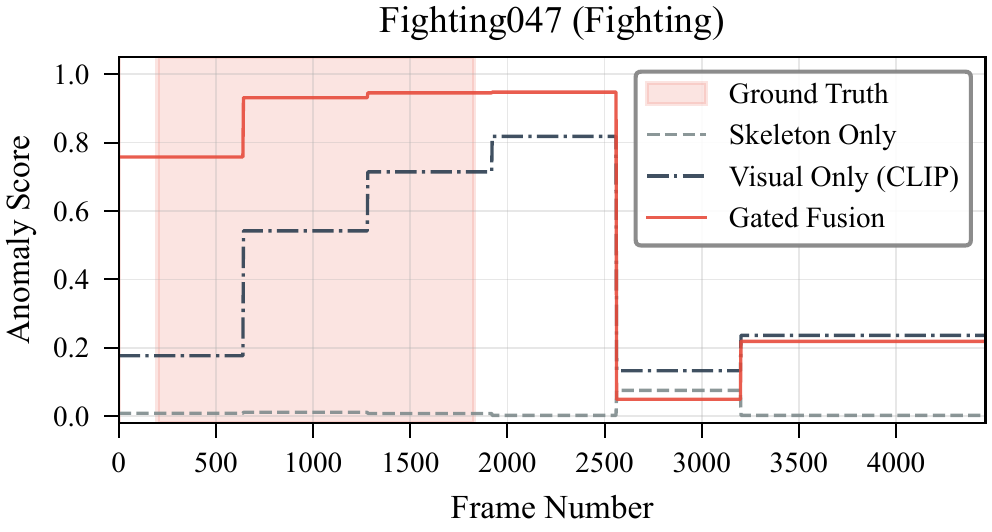 Fighting047 (Fighting)
Anomaly Score
1.0
0.8
0.6
0.4
0.2
0.0
Ground Truth
Skeleton Only
Visual Only (CLIP)
Gated Fusion
0 500 1000 1500 2000 2500 3000 3500 4000
Frame Number